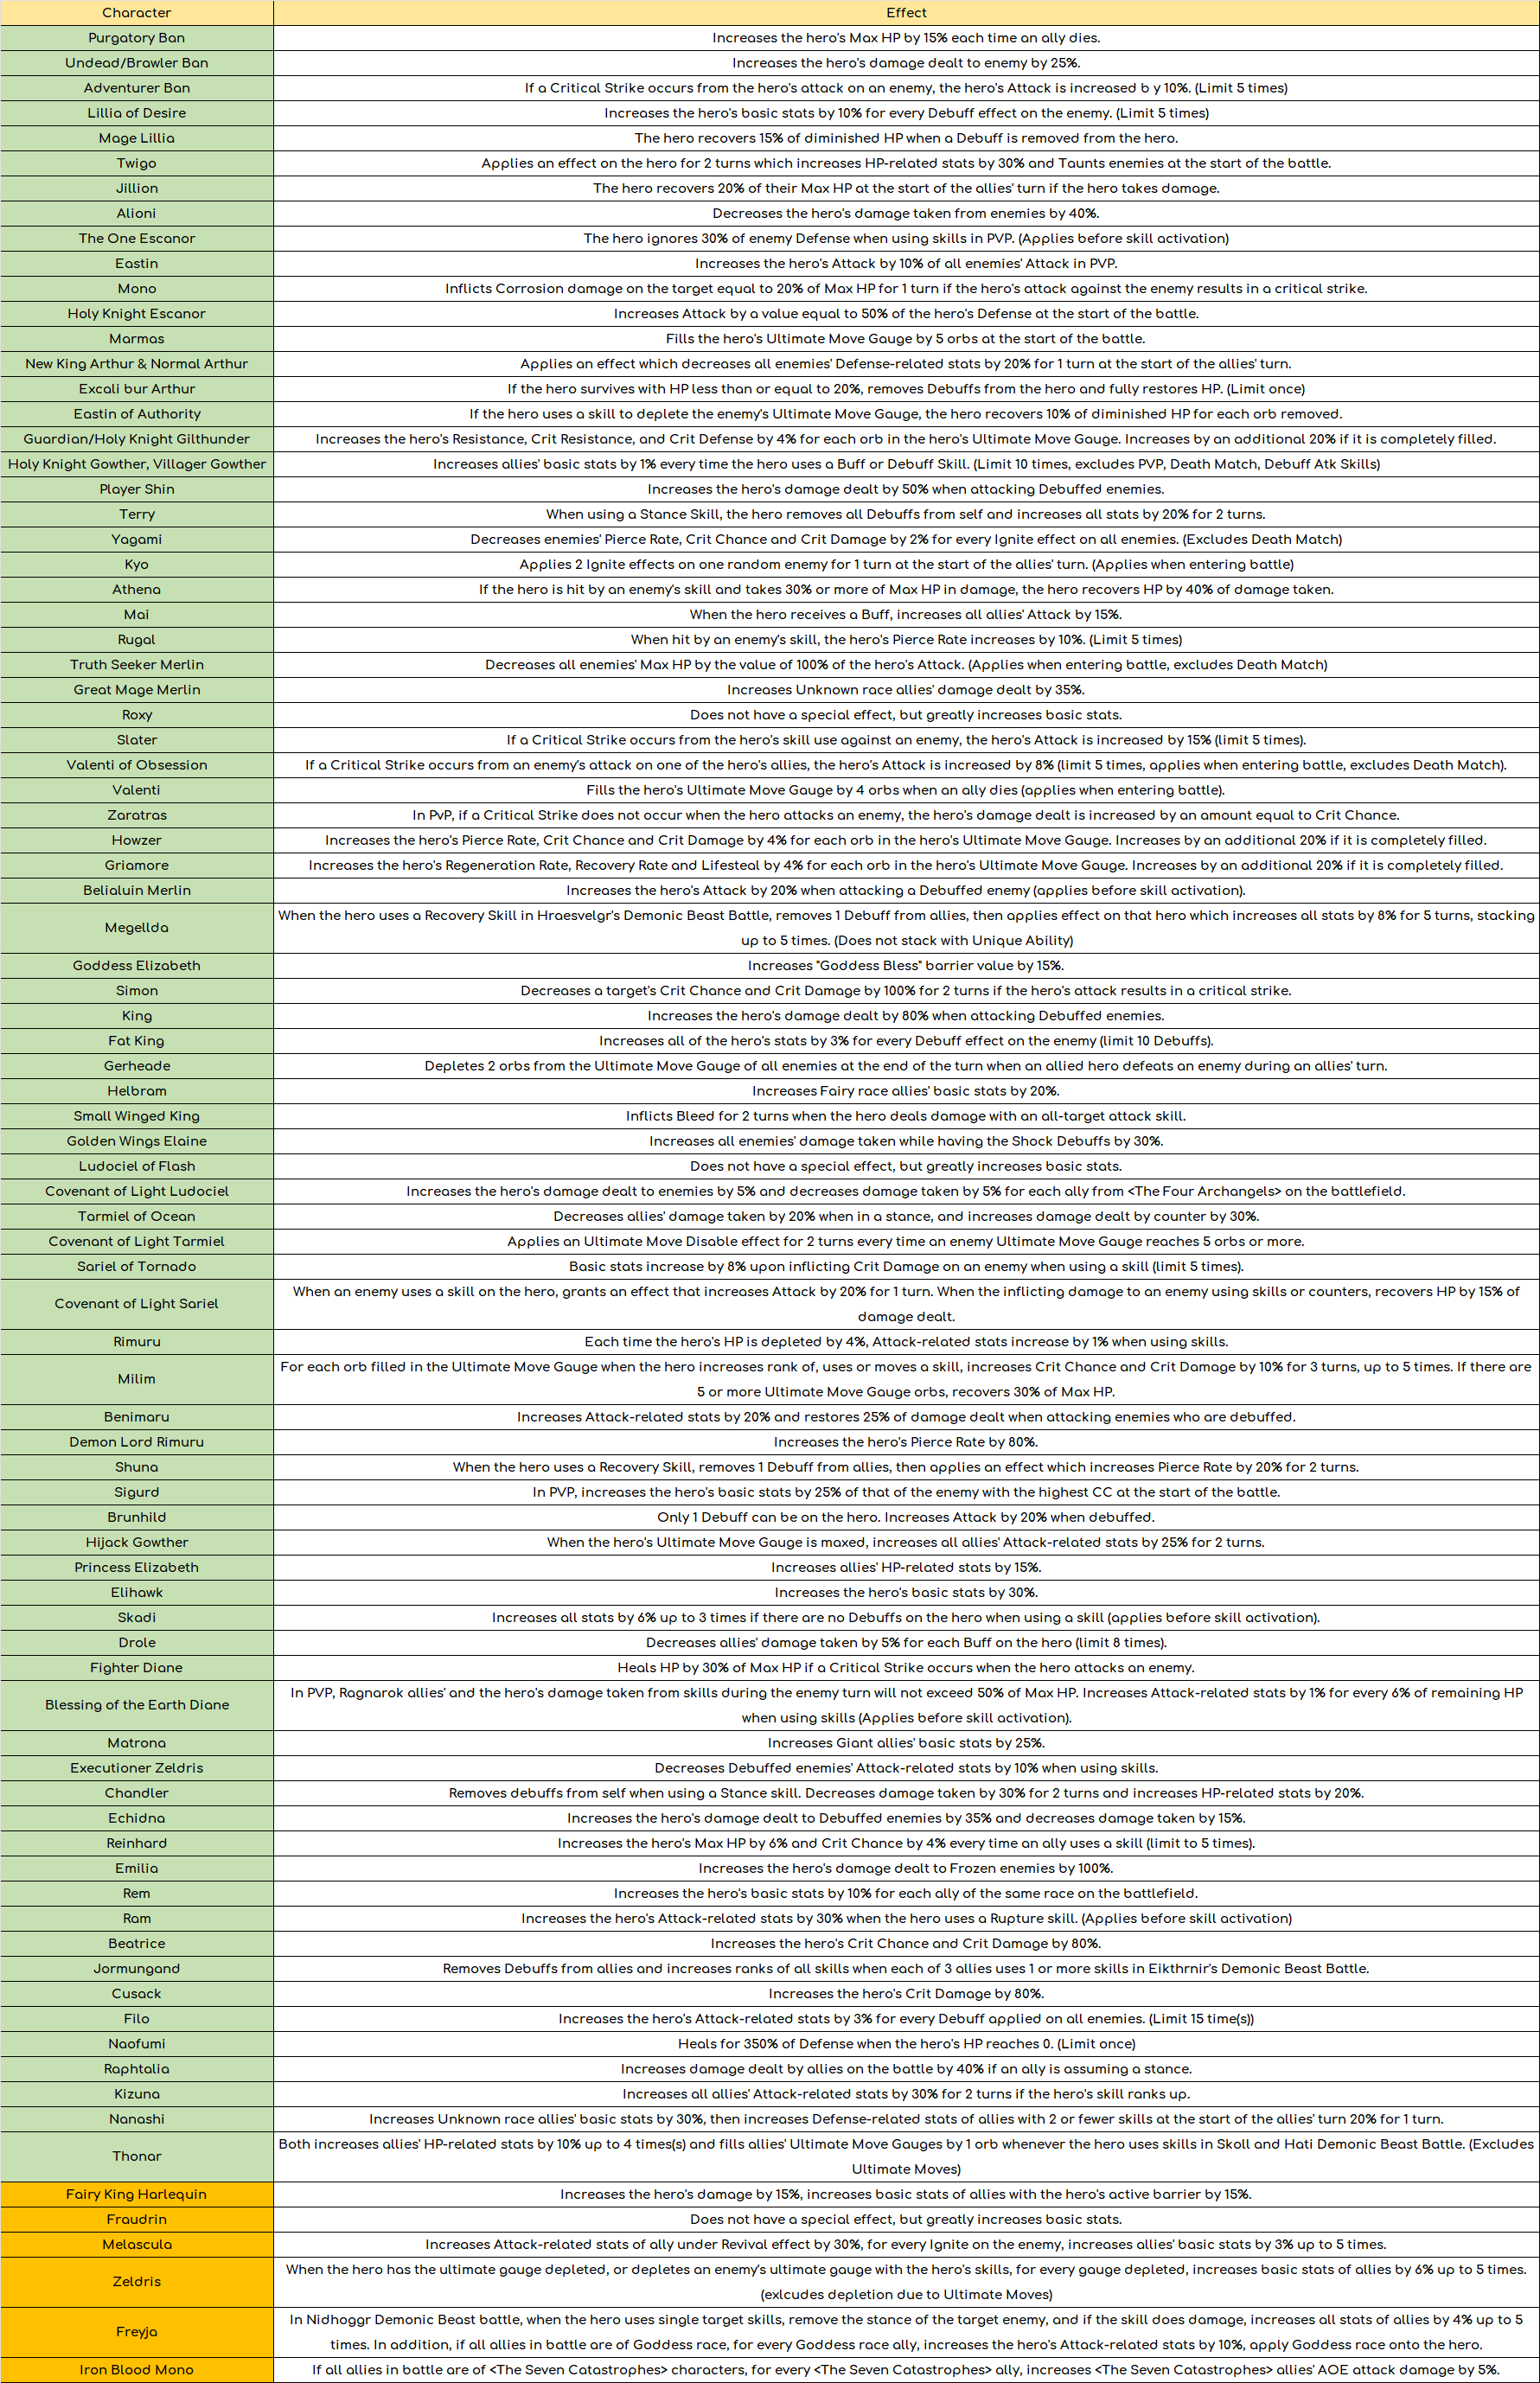 Character Effect
Purgatory Ban Increases the hero's Max HP by 15% each time an ally dies.
Undead/Brawler Ban Increases the hero's damage dealt to enemy by 25%.
Adventurer Ban If a Critical Strike occurs from the hero's attack on an enemy, the hero's Attack is increased b y 10%. (Limit 5 times)
Lillia of Desire Increases the hero's basic stats by 10% for every Debuff effect on the enemy. (Limit 5 times)
Mage Lillia The hero recovers 15% of diminished HP when a Debuff is removed from the hero.
Twigo Applies an effect on the hero for 2 turns which increases HP-related stats by 30% and Taunts enemies at the start of the battle.
Jillion The hero recovers 20% of their Max HP at the start of the allies' turn if the hero takes damage.
Alioni Decreases the hero's damage taken from enemies by 40%.
The One Escanor The hero ignores 30% of enemy Defense when using skills in PVP. (Applies before skill activation)
Eastin Increases the hero's Attack by 10% of all enemies' Attack in PVP.
Mono Inflicts Corrosion damage on the target equal to 20% of Max HP for 1 turn if the hero's attack against the enemy results in a critical strike.
Holy Knight Escanor Increases Attack by a value equal to 50% of the hero's Defense at the start of the battle.
Marmas Fills the hero's Ultimate Move Gauge by 5 orbs at the start of the battle.
New King Arthur & Normal Arthur Applies an effect which decreases all enemies' Defense-related stats by 20% for 1 turn at the start of the allies' turn.
Excali bur Arthur If the hero survives with HP less than or equal to 20%, removes Debuffs from the hero and fully restores HP. (Limit once)
Eastin of Authority If the hero uses a skill to deplete the enemy's Ultimate Move Gauge, the hero recovers 10% of diminished HP for each orb removed.
Guardian/Holy Knight Gilthunder Increases the hero's Resistance, Crit Resistance, and Crit Defense by 4% for each orb in the hero's Ultimate Move Gauge. Increases by an additional 20% if it is completely filled.
Holy Knight Gowther, Villager Gowther Increases allies' basic stats by 1% every time the hero uses a Buff or Debuff Skill. (Limit 10 times, excludes PVP, Death Match, Debuff Atk Skills)
Player Shin Increases the hero's damage dealt by 50% when attacking Debuffed enemies.
Terry When using a Stance Skill, the hero removes all Debuffs from self and increases all stats by 20% for 2 turns.
Yagami Decreases enemies' Pierce Rate, Crit Chance and Crit Damage by 2% for every Ignite effect on all enemies. (Excludes Death Match)
Kyo Applies 2 Ignite effects on one random enemy for 1 turn at the start of the allies' turn. (Applies when entering battle)
Athena If the hero is hit by an enemy's skill and takes 30% or more of Max HP in damage, the hero recovers HP by 40% of damage taken.
Mai When the hero receives a Buff, increases all allies' Attack by 15%.
Rugal When hit by an enemy's skill, the hero's Pierce Rate increases by 10%. (Limit 5 times)
Truth Seeker Merlin Decreases all enemies' Max HP by the value of 100% of the hero's Attack. (Applies when entering battle, excludes Death Match)
Great Mage Merlin Increases Unknown race allies' damage dealt by 35%.
Roxy Does not have a special effect, but greatly increases basic stats.
Slater If a Critical Strike occurs from the hero's skill use against an enemy, the hero's Attack is increased by 15% (limit 5 times).
Valenti of Obsession If a Critical Strike occurs from an enemy's attack on one of the hero's allies, the hero's Attack is increased by 8% (limit 5 times, applies when entering battle, excludes Death Match).
Valenti Fills the hero's Ultimate Move Gauge by 4 orbs when an ally dies (applies when entering battle).
Zaratras In PvP, if a Critical Strike does not occur when the hero attacks an enemy, the hero's damage dealt is increased by an amount equal to Crit Chance.
Howzer Increases the hero's Pierce Rate, Crit Chance and Crit Damage by 4% for each orb in the hero's Ultimate Move Gauge. Increases by an additional 20% if it is completely filled.
Griamore Increases the hero's Regeneration Rate, Recovery Rate and Lifesteal by 4% for each orb in the hero's Ultimate Move Gauge. Increases by an additional 20% if it is completely filled.
Belialuin Merlin Increases the hero's Attack by 20% when attacking a Debuffed enemy (applies before skill activation).
Megellda When the hero uses a Recovery Skill in Hraesvelgr's Demonic Beast Battle, removes 1 Debuff from allies, then applies effect on that hero which increases all stats by 8% for 5 turns, stacking
up to 5 times. (Does not stack with Unique Ability)
Goddess Elizabeth Increases "Goddess Bless" barrier value by 15%.
Simon Decreases a target's Crit Chance and Crit Damage by 100% for 2 turns if the hero's attack results in a critical strike.
King Increases the hero's damage dealt by 80% when attacking Debuffed enemies.
Fat King Increases all of the hero's stats by 3% for every Debuff effect on the enemy (limit 10 Debuffs).
Gerheade Depletes 2 orbs from the Ultimate Move Gauge of all enemies at the end of the turn when an allied hero defeats an enemy during an allies' turn.
Helbram Increases Fairy race allies' basic stats by 20%.
Small Winged King Inflicts Bleed for 2 turns when the hero deals damage with an all-target attack skill.
Golden Wings Elaine Increases all enemies' damage taken while having the Shock Debuffs by 30%.
Ludociel of Flash Does not have a special effect, but greatly increases basic stats.
Covenant of Light Ludociel Increases the hero's damage dealt to enemies by 5% and decreases damage taken by 5% for each ally from <The Four Archangels> on the battlefield.
Tarmiel of Ocean Decreases allies' damage taken by 20% when in a stance, and increases damage dealt by counter by 30%.
Covenant of Light Tarmiel Applies an Ultimate Move Disable effect for 2 turns every time an enemy Ultimate Move Gauge reaches 5 orbs or more.
Sariel of Tornado Basic stats increase by 8% upon inflicting Crit Damage on an enemy when using a skill (limit 5 times).
Covenant of Light Sariel When an enemy uses a skill on the hero, grants an effect that increases Attack by 20% for 1 turn. When the inflicting damage to an enemy using skills or counters, recovers HP by 15% of
damage dealt.
Rimuru Each time the hero's HP is depleted by 4%, Attack-related stats increase by 1% when using skills.
Milim For each orb filled in the Ultimate Move Gauge when the hero increases rank of, uses or moves a skill, increases Crit Chance and Crit Damage by 10% for 3 turns, up to 5 times. If there are
5 or more Ultimate Move Gauge orbs, recovers 30% of Max HP.
Benimaru Increases Attack-related stats by 20% and restores 25% of damage dealt when attacking enemies who are debuffed.
Demon Lord Rimuru Increases the hero's Pierce Rate by 80%.
Shuna When the hero uses a Recovery Skill, removes 1 Debuff from allies, then applies an effect which increases Pierce Rate by 20% for 2 turns.
Sigurd In PVP, increases the hero's basic stats by 25% of that of the enemy with the highest CC at the start of the battle.
Brunhild Only 1 Debuff can be on the hero. Increases Attack by 20% when debuffed.
Hijack Gowther When the hero's Ultimate Move Gauge is maxed, increases all allies' Attack-related stats by 25% for 2 turns.
Princess Elizabeth Increases allies' HP-related stats by 15%.
Elihawk Increases the hero's basic stats by 30%.
Skadi Increases all stats by 6% up to 3 times if there are no Debuffs on the hero when using a skill (applies before skill activation).
Drole Decreases allies' damage taken by 5% for each Buff on the hero (limit 8 times).
Fighter Diane Heals HP by 30% of Max HP if a Critical Strike occurs when the hero attacks an enemy.
Blessing of the Earth Diane In PVP, Ragnarok allies' and the hero's damage taken from skills during the enemy turn will not exceed 50% of Max HP. Increases Attack-related stats by 1% for every 6% of remaining HP
when using skills (Applies before skill activation).
Matrona Increases Giant allies' basic stats by 25%.
Executioner Zeldris Decreases Debuffed enemies' Attack-related stats by 10% when using skills.
Chandler Removes debuffs from self when using a Stance skill. Decreases damage taken by 30% for 2 turns and increases HP-related stats by 20%.
Echidna Increases the hero's damage dealt to Debuffed enemies by 35% and decreases damage taken by 15%.
Reinhard Increases the hero's Max HP by 6% and Crit Chance by 4% every time an ally uses a skill (limit to 5 times).
Emilia Increases the hero's damage dealt to Frozen enemies by 100%.
Rem Increases the hero's basic stats by 10% for each ally of the same race on the battlefield.
Ram Increases the hero's Attack-related stats by 30% when the hero uses a Rupture skill. (Applies before skill activation)
Beatrice Increases the hero's Crit Chance and Crit Damage by 80%.
Jormungand Removes Debuffs from allies and increases ranks of all skills when each of 3 allies uses 1 or more skills in Eikthrnir's Demonic Beast Battle.
Cusack Increases the hero's Crit Damage by 80%.
Filo Increases the hero's Attack-related stats by 3% for every Debuff applied on all enemies. (Limit 15 time(s))
Naofumi Heals for 350% of Defense when the hero's HP reaches 0. (Limit once)
Raphtalia Increases damage dealt by allies on the battle by 40% if an ally is assuming a stance.
Kizuna Increases all allies' Attack-related stats by 30% for 2 turns if the hero's skill ranks up.
Nanashi Increases Unknown race allies' basic stats by 30%, then increases Defense-related stats of allies with 2 or fewer skills at the start of the allies' turn 20% for 1 turn.
Thonar Both increases allies' HP-related stats by 10% up to 4 times(s) and fills allies' Ultimate Move Gauges by 1 orb whenever the hero uses skills in Skoll and Hati Demonic Beast Battle. (Excludes
Ultimate Moves)
Fairy King Harlequin Increases the hero's damage by 15%, increases basic stats of allies with the hero's active barrier by 15%.
Fraudrin Does not have a special effect, but greatly increases basic stats.
Melascula Increases Attack-related stats of ally under Revival effect by 30%, for every Ignite on the enemy, increases allies' basic stats by 3% up to 5 times.
Zeldris When the hero has the ultimate gauge depleted, or depletes an enemy's ultimate gauge with the hero's skills, for every gauge depleted, increases basic stats of allies by 6% up to 5 times.
(exlcudes depletion due to Ultimate Moves)
Freyja In Nidhoggr Demonic Beast battle, when the hero uses single target skills, remove the stance of the target enemy, and if the skill does damage, increases all stats of allies by 4% up to 5
times. In addition, if all allies in battle are of Goddess race, for every Goddess race ally, increases the hero's Attack-related stats by 10%, apply Goddess race onto the hero.
Iron Blood Mono If all allies in battle are of <The Seven Catastrophes> characters, for every <The Seven Catastrophes> ally, increases <The Seven Catastrophes> allies' AOE attack damage by 5%.